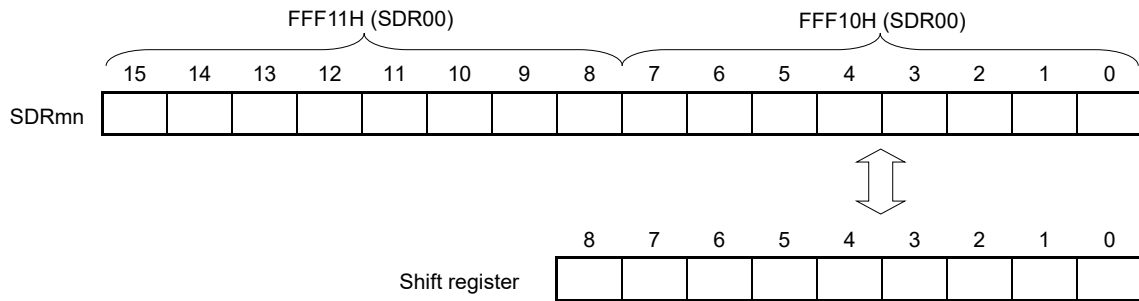 FFF11H (SDR00) FFF10H (SDR00)
15 14 13 12 11 10 9 8 7 6 5 4 3 2 1 0
SDRmn
8 7 6 5 4 3 2 1 0
Shift register